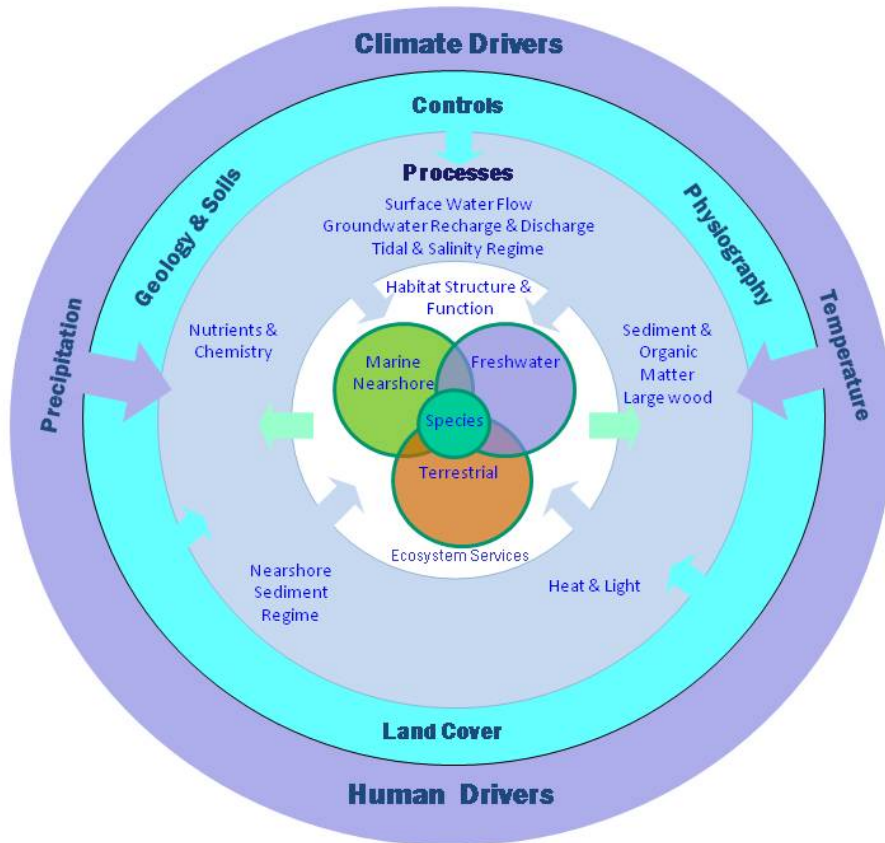 Climate Drivers
Controls
Processes
Surface Water Flow
Groundwater Recharge & Discharge
Tidal & Salinity Regime
Geology & Soils
Physiography
Precipitation
Temperature
Habitat Structure &
Function
Nutrients &
Chemistry
Sediment &
Organic
Matter
Large wood
Marine
Nearshore
Freshwater
Species
Terrestrial
Ecosystem Services
Nearshore
Sediment
Regime
Heat & Light
Land Cover
Human Drivers